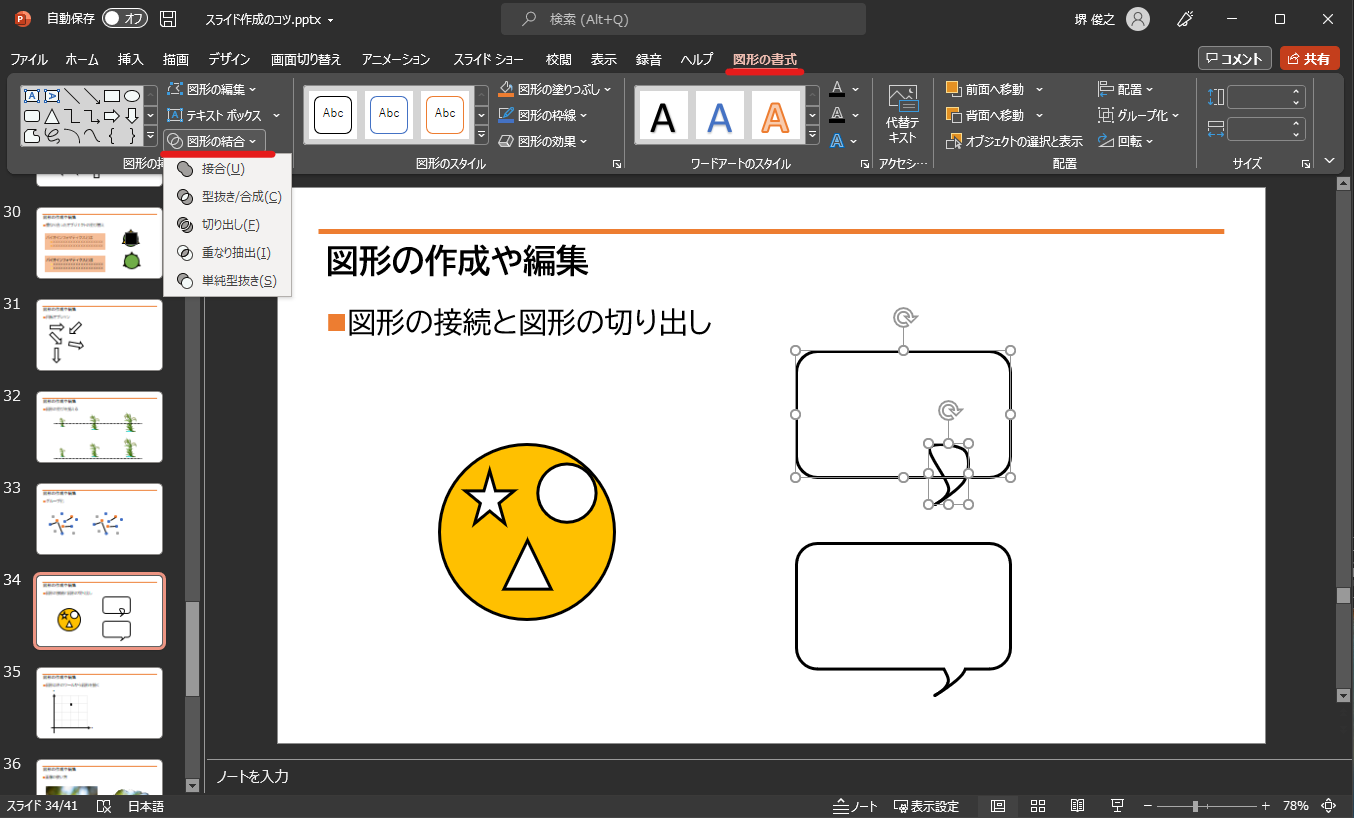 自動保存 オフ スライド作成のコツ.pptx 検索 (Alt+Q) 堺 俊之
ファイル ホーム 挿入 描画 デザイン 画面切り替え アニメーション スライド ショー 校閲 表示 録音 ヘルプ 図形の書式 コメント 共有
図形の編集
テキスト ボックス
図形の結合
図形の挿
接合(U)
型抜き/合成(C)
切り出し(F)
重なり抽出(I)
単純型抜き(S)
Abc Abc Abc
図形の塗りつぶし
図形の枠線
図形の効果
図形のスタイル
A A A
A
A
A
ワードアートのスタイル
代替テ
キスト
アクセシ…
前面へ移動
背面へ移動
オブジェクトの選択と表示
配置
グループ化
回転
配置
サイズ
30
31
32
33
34
35
36
図形の作成や編集
図形の接続と図形の切り出し
ノートを入力
スライド 34/41 日本語 ノート 表示設定 78%